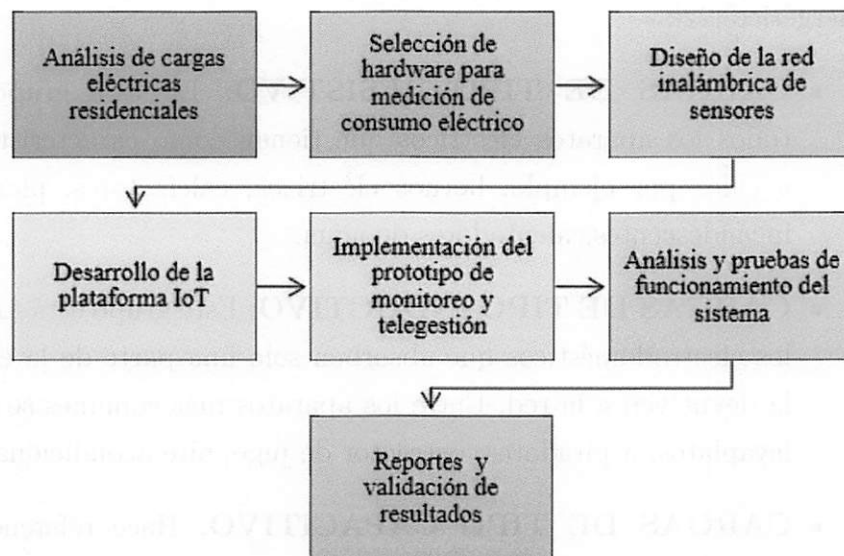 Análisis de cargas
eléctricas
residenciales
Selección de
hardware para
medición de
consumo eléctrico
Diseño de la red
inalámbrica de
sensores
Desarrollo de la
plataforma IoT
Implementación del
prototipo de
monitoreo y
telegestión
Análisis y pruebas de
funcionamiento del
sistema
Reportes y
validación de
resultados